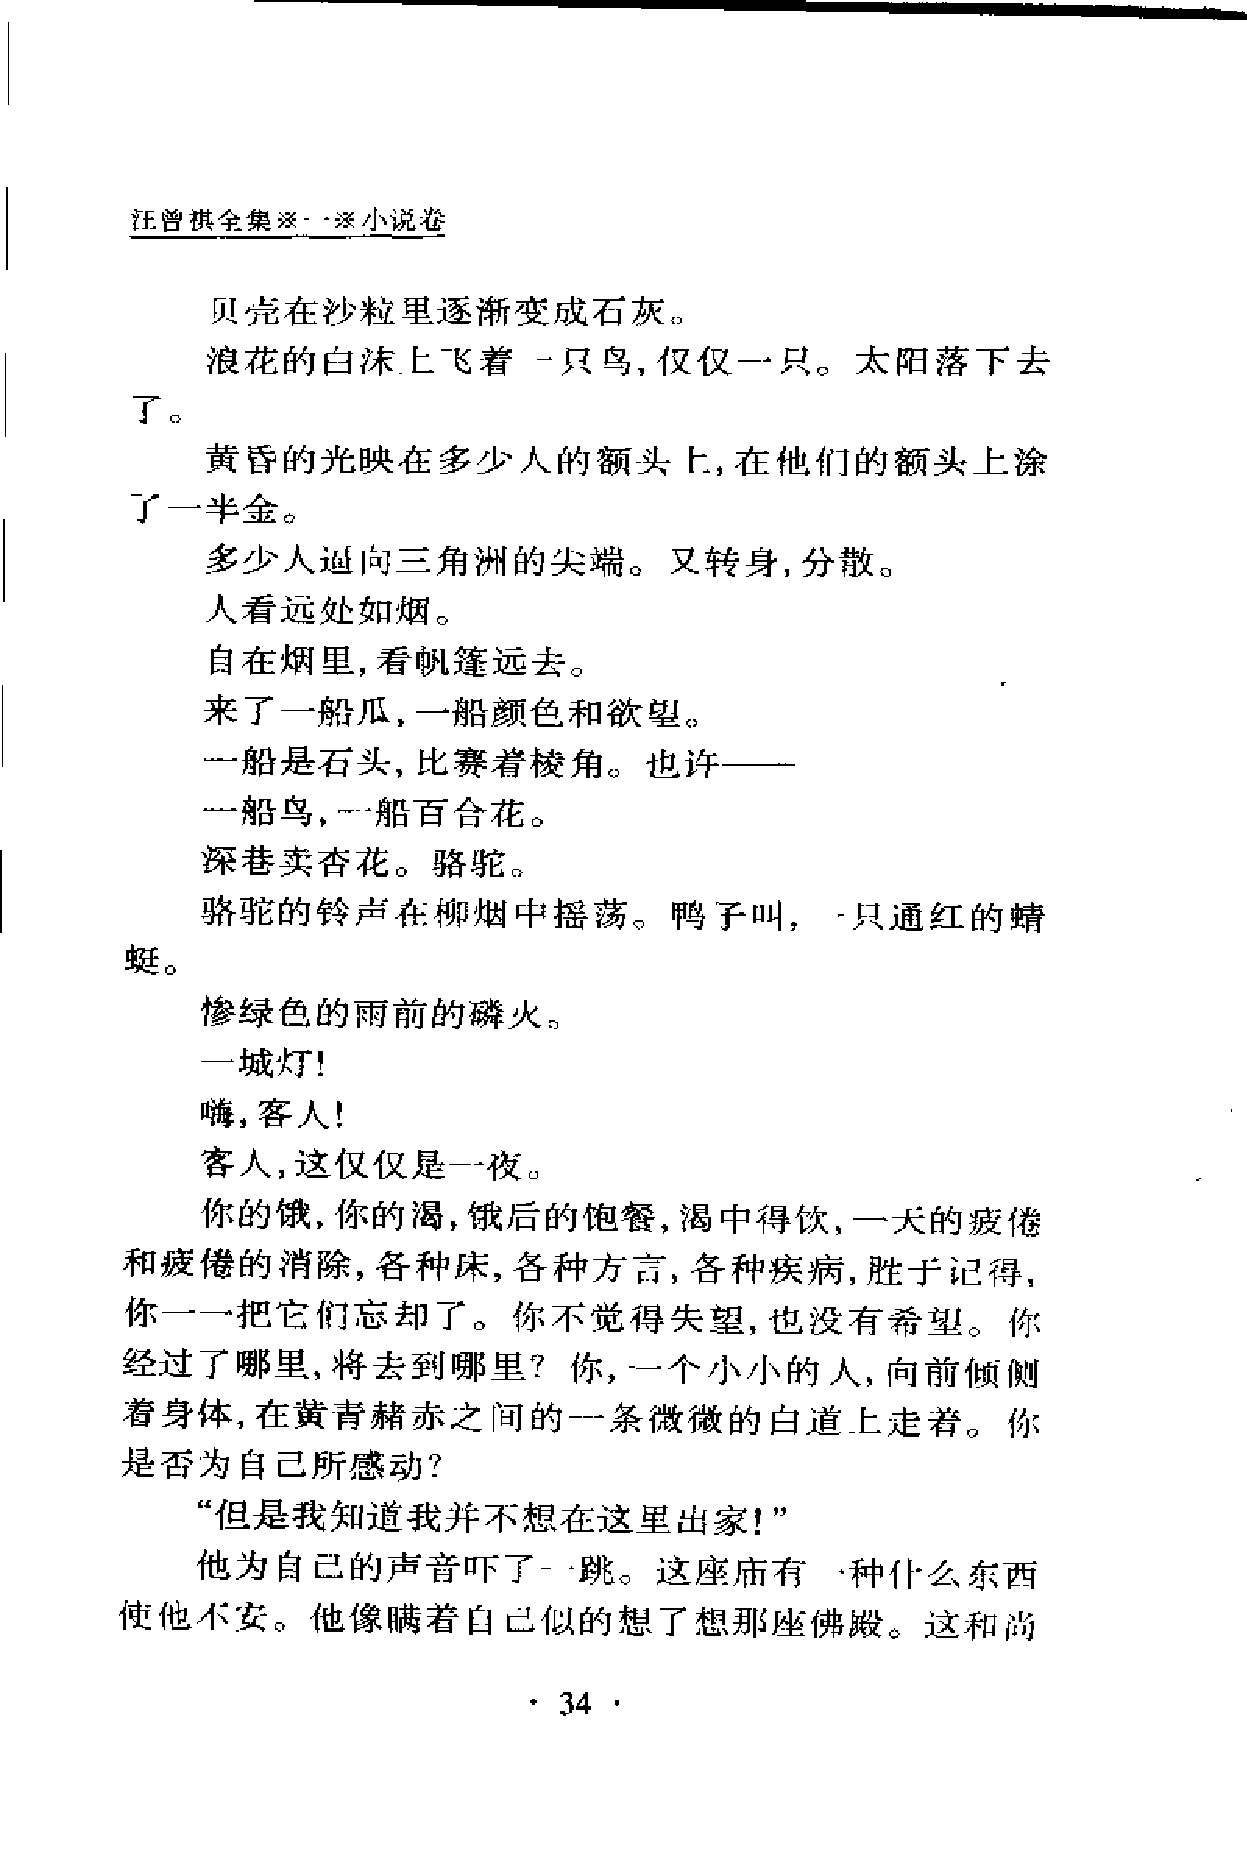 汪曾祺全集※一※小说卷
贝壳在沙粒里逐渐变成石灰。
浪花的白沫上飞着一只鸟,仅仅一只。太阳落下去
了。
黄昏的光映在多少人的额头上,在他们的额头上涂
了一半金。
多少人逼向三角洲的尖端。又转身,分散。
人看远处如烟。
自在烟里,看帆篷远去。
来了一船瓜,一船颜色和欲望。
一船是石头,比赛着棱角。也许——
一船鸟,一船百合花。
深巷卖杏花。骆驼。
骆驼的铃声在柳烟中摇荡。鸭子叫,一只通红的蜻
蜓。
惨绿色的雨前的磷火。
一城灯!
嗨,客人!
客人,这仅仅是一夜。
你的饿,你的渴,饿后的饱餐,渴中得饮,一天的疲倦
和疲倦的消除,各种床,各种方言,各种疾病,胜于记得,
你一一把它们忘却了。你不觉得失望,也没有希望。你
经过了哪里,将去到哪里?你,一个小小的人,向前倾侧
着身体,在黄青赭赤之间的一条微微的白道上走着。你
是否为自己所感动?
“但是我知道我并不想在这里出家!”
他为自己的声音吓了一跳。这座庙有一种什么东西
使他不安。他像瞒着自己似的想了想那座佛殿。这和尚
· 34 ·